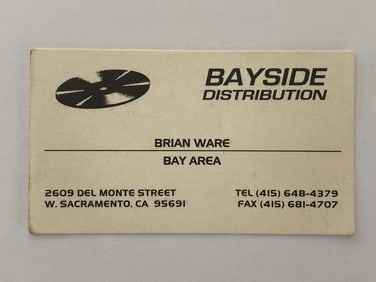 BAYSIDE
DISTRIBUTION
BRIAN WARE
BAY AREA
2609 DEL MONTE STREET
W. SACRAMENTO, CA 95691
TEL (415) 648-4379
FAX (415) 681-4707